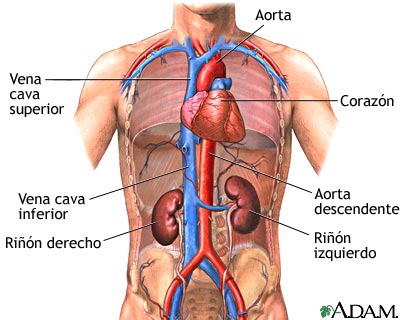 Aorta
Vena
cava
superior
Corazón
Vena cava
inferior
Aorta
descendente
Riñón derecho
Riñón
izquierdo
A.D.A.M.